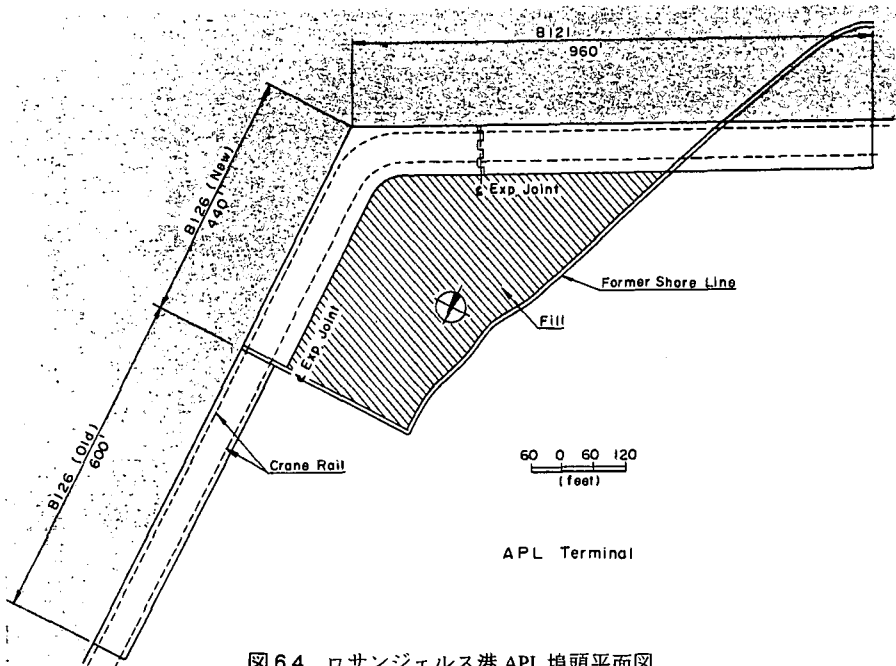 B121
960'
B126 (New)
440'
Exp. Joint
Former Shore Line
Fill
Exp. Joint
B126 (Old)
600'
Crane Rail
60 0 60 120
(feet)
APL Terminal
図6.4 ロサンジェルス港 APL 埠頭平面図